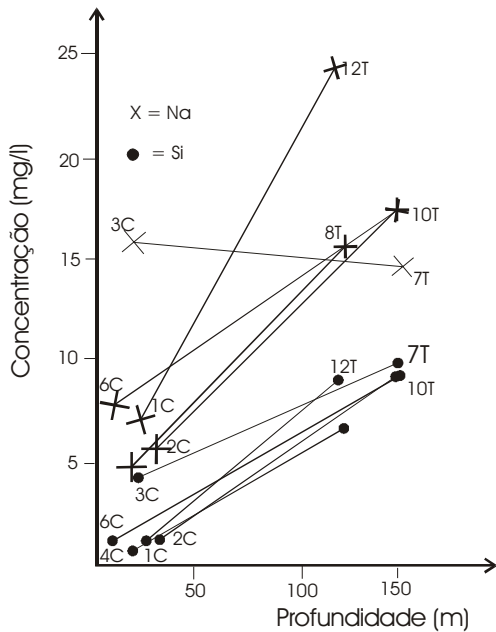 25
12T
X = Na
= Si
20
3C
8T
10T
15
7T
Concentração (mg/l)
10
7T
12T
10T
6C
1C
2C
5
3C
6C
2C
4C
1C
50
100
150
Profundidade (m)